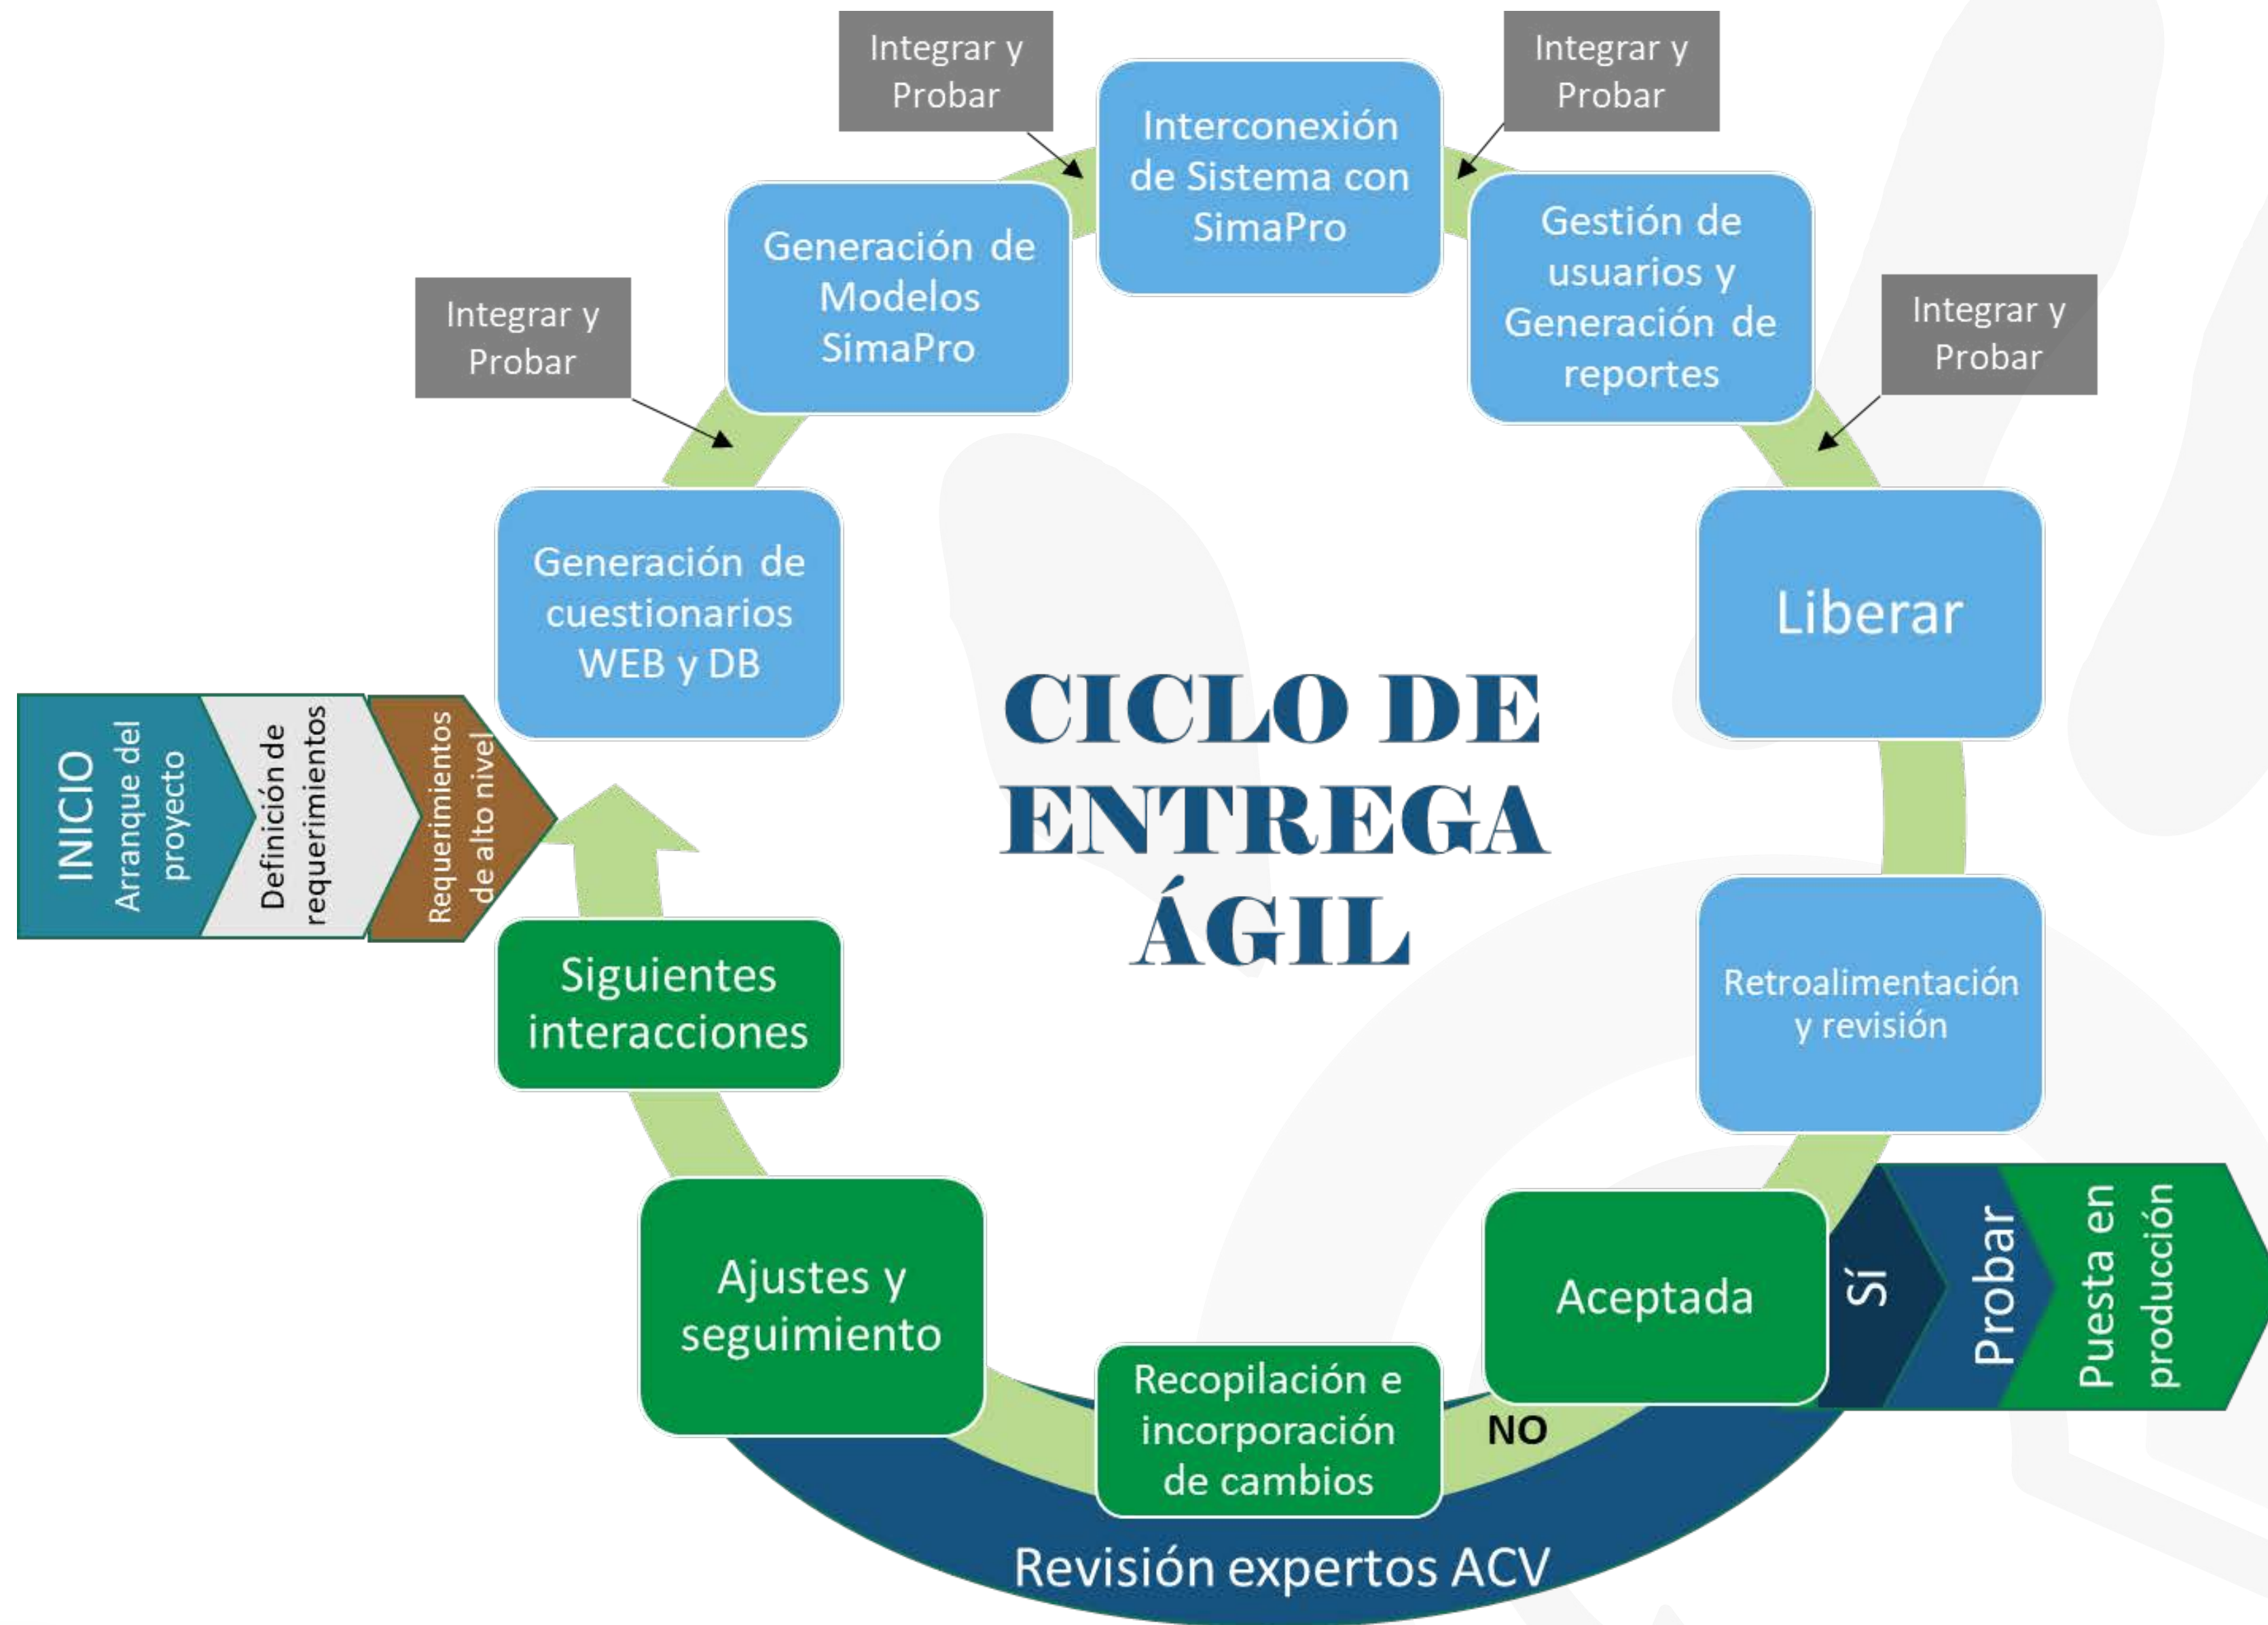 Integrar y
Probar
Integrar y
Probar
Interconexión
de Sistema con
SimaPro
Generación de
Modelos
SimaPro
Gestión de
usuarios y
Generación de
reportes
Integrar y
Probar
Integrar y
Probar
Generación de
cuestionarios
WEB y DB
Liberar
CICLO DE
ENTREGA
ÁGIL
INICIO
Arranque del
proyecto
Definición de
requerimientos
Requerimientos
de alto nivel
Siguientes
interacciones
Retroalimentación
y revisión
Ajustes y
seguimiento
Aceptada
Sí
Probar
Puesta en
producción
Recopilación e
incorporación
de cambios
NO
Revisión expertos ACV